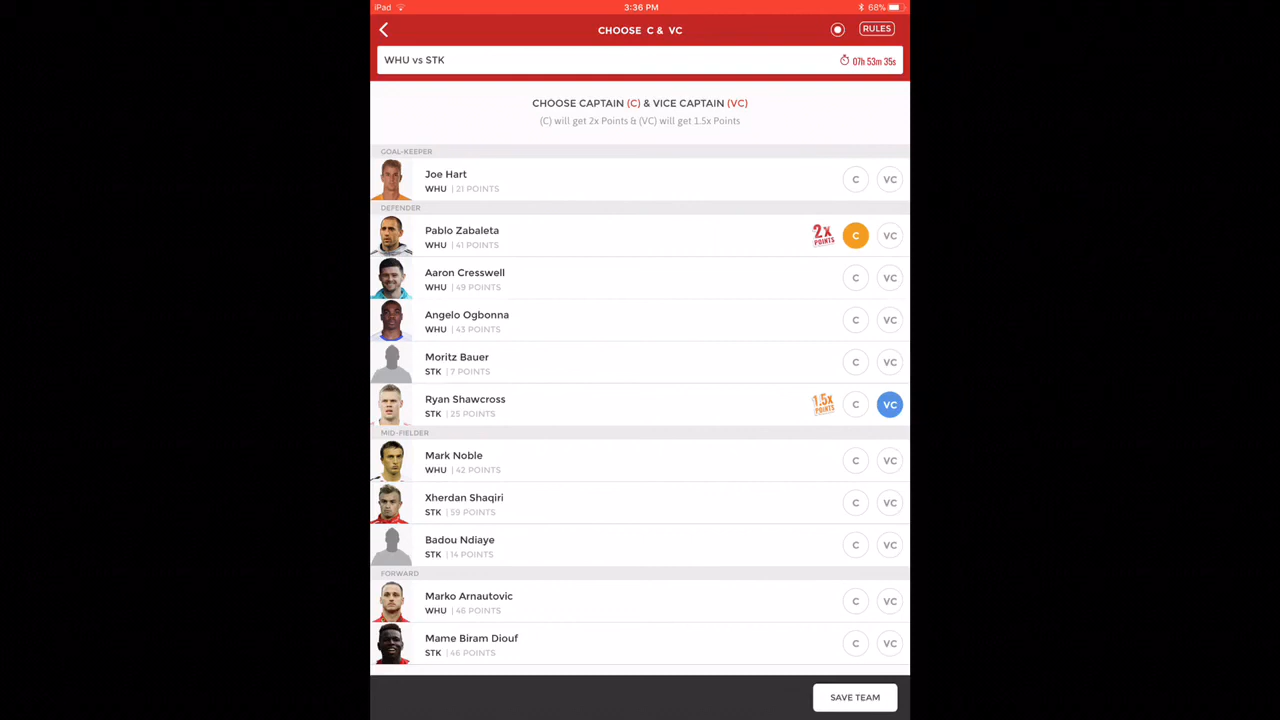 iPad 3:36 PM 68%
CHOOSE C & VC RULES
WHU vs STK 07h 53m 35s
CHOOSE CAPTAIN (C) & VICE CAPTAIN (VC)
(C) will get 2x Points & (VC) will get 1.5x Points
GOAL-KEEPER
Joe Hart
WHU | 21 POINTS
C VC
DEFENDER
Pablo Zabaleta
WHU | 41 POINTS
2x POINTS C VC
Aaron Cresswell
WHU | 49 POINTS
C VC
Angelo Ogbonna
WHU | 43 POINTS
C VC
Moritz Bauer
STK | 7 POINTS
C VC
Ryan Shawcross
STK | 25 POINTS
1.5x POINTS C VC
MID-FIELDER
Mark Noble
WHU | 42 POINTS
C VC
Xherdan Shaqiri
STK | 59 POINTS
C VC
Badou Ndiaye
STK | 14 POINTS
C VC
FORWARD
Marko Arnautovic
WHU | 46 POINTS
C VC
Mame Biram Diouf
STK | 46 POINTS
C VC
SAVE TEAM